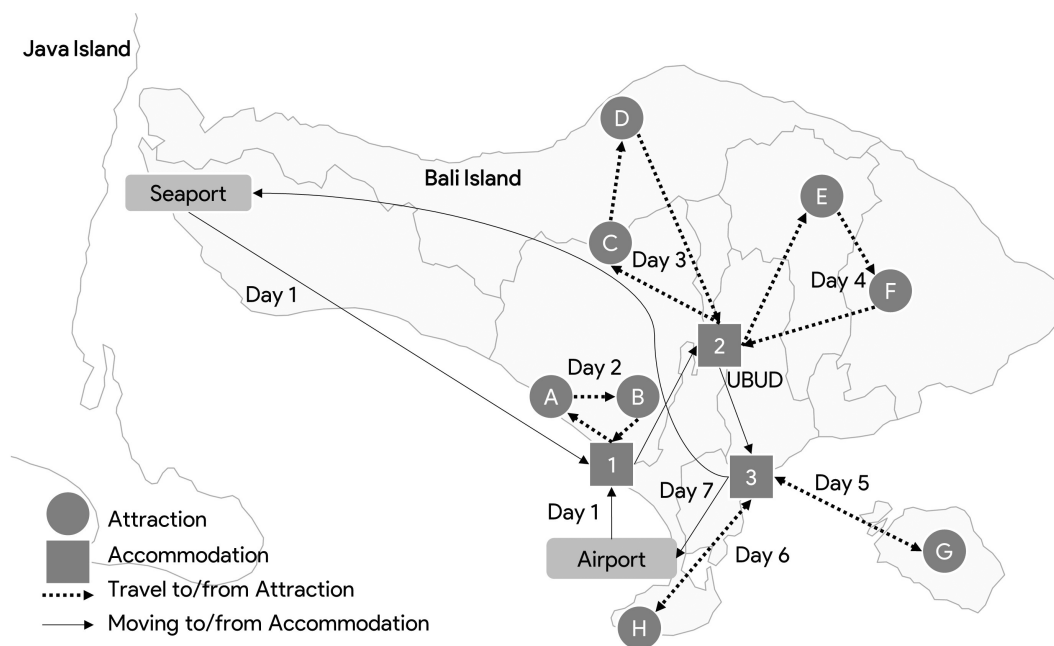 Java Island
D
Bali Island
Seaport
E
C
Day 3
Day 4
F
Day 1
2
UBUD
Day 2
A
B
1
3
Day 5
Day 7
Day 1
Airport
Day 6
G
H
Attraction
Accommodation
Travel to/from Attraction
Moving to/from Accommodation